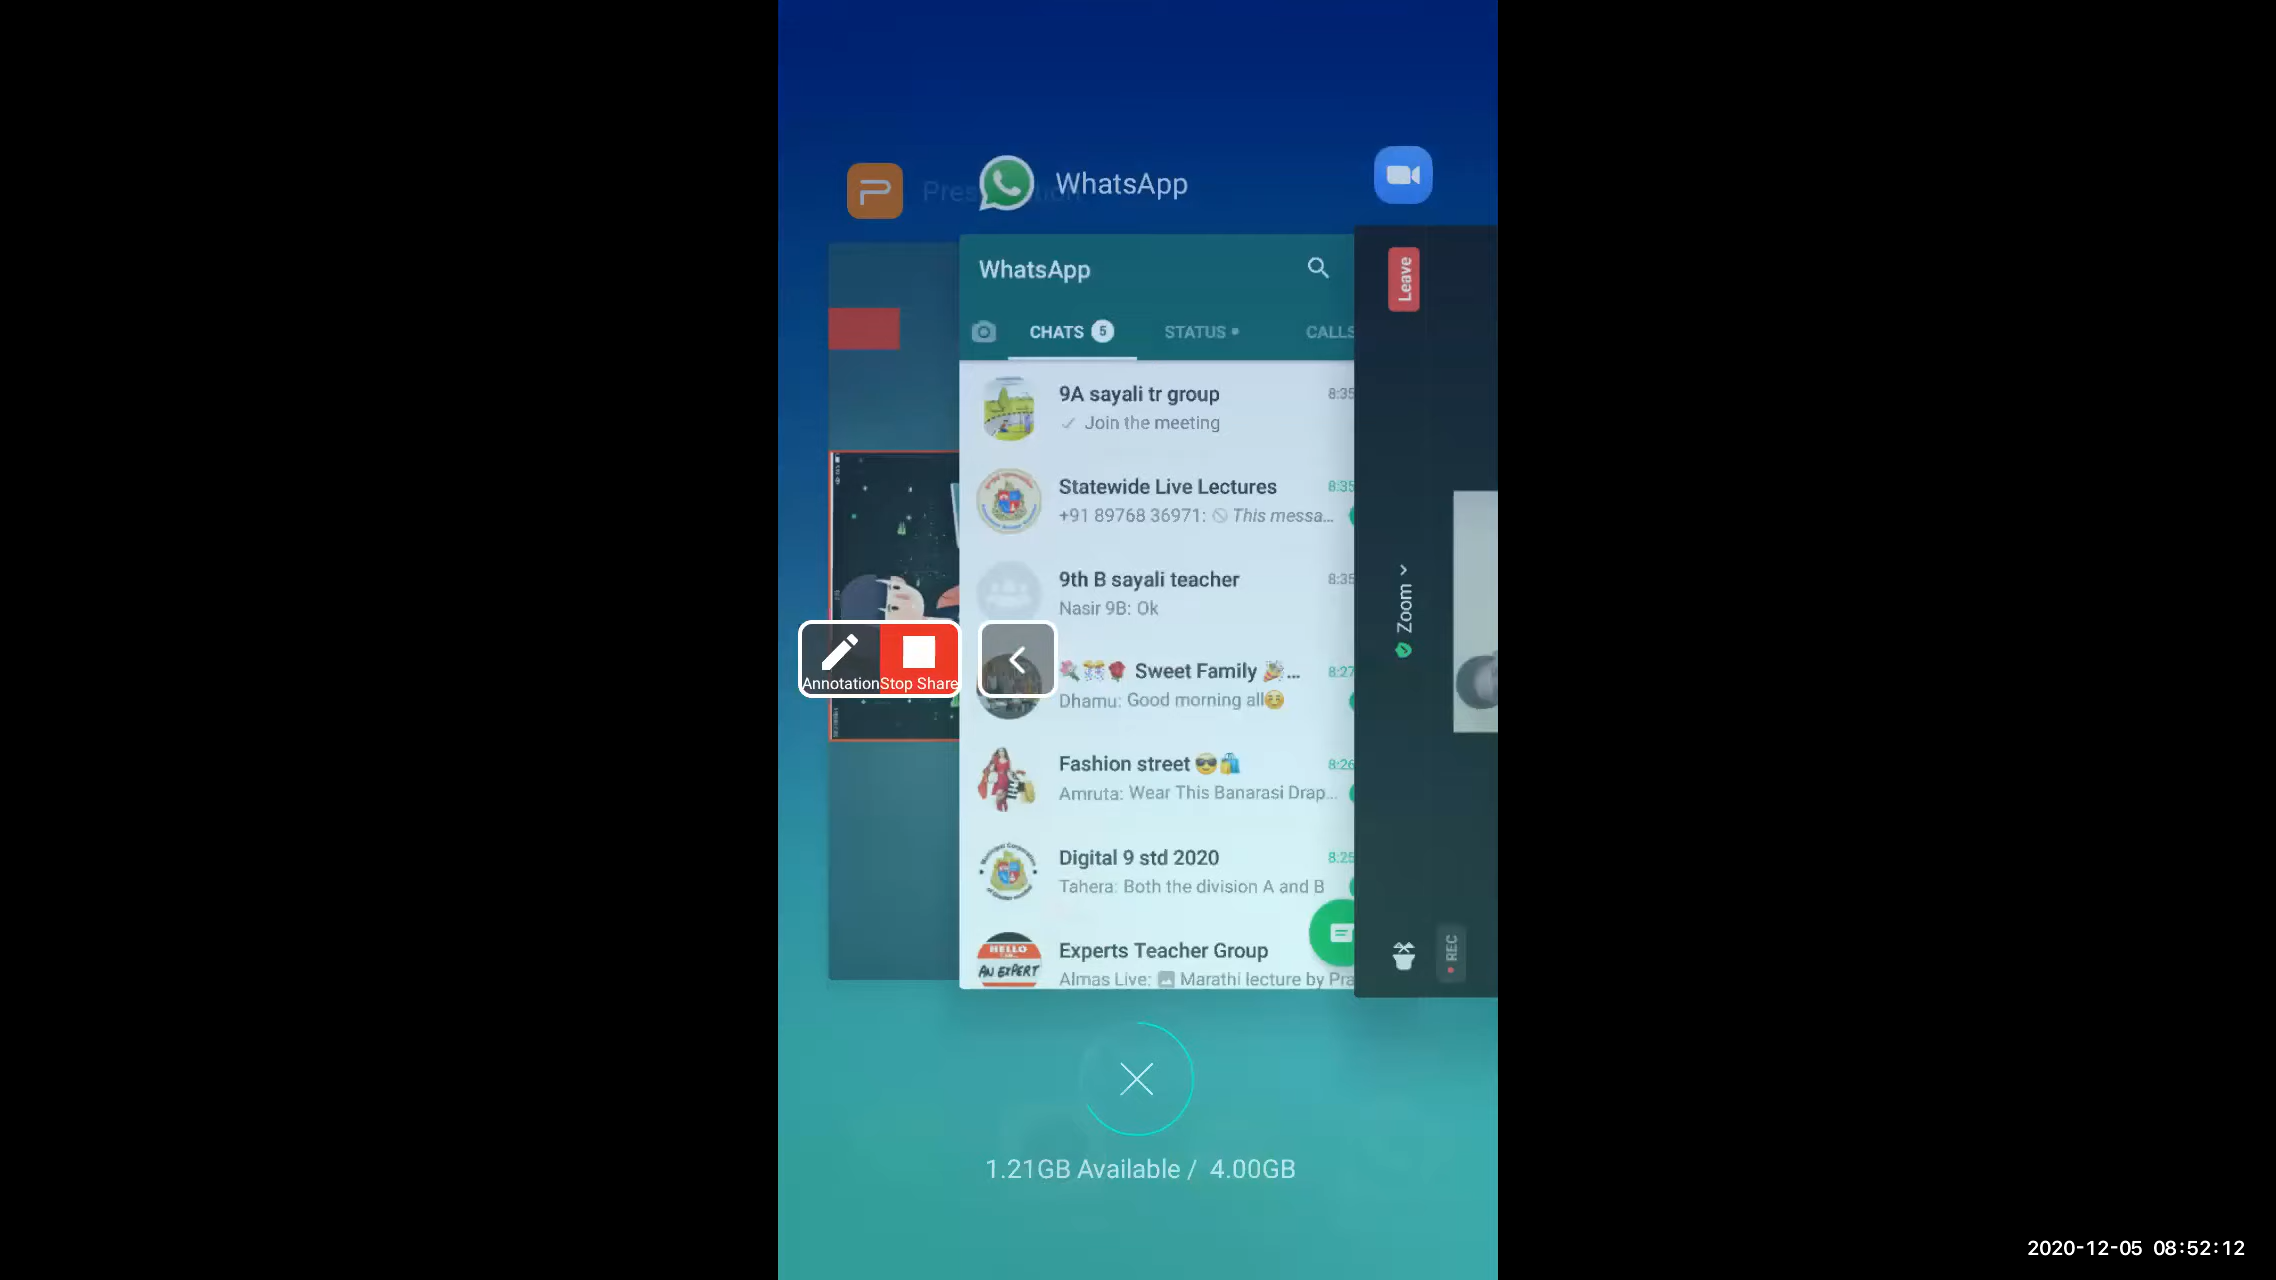 WhatsApp
Leave
WhatsApp
CHATS 5 STATUS • CALLS
9A sayali tr group 8:35
✓ Join the meeting
Statewide Live Lectures 8:35
+91 89768 36971: This messa...
9th B sayali teacher 8:35
Nasir 9B: Ok
Zoom
Annotation Stop Share
Sweet Family 🎉... 8:27
Dhamu: Good morning all☺️
Fashion street 😎🛍️ 8:26
Amruta: Wear This Banarasi Drap...
Digital 9 std 2020 8:25
Tahera: Both the division A and B
HELLO
AN EXPERT
Experts Teacher Group
Almas Live: Marathi lecture by Pra
REC
1.21GB Available / 4.00GB
2020-12-05 08:52:12